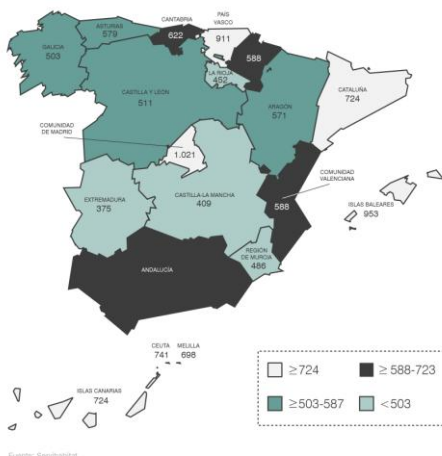 CANTABRIA
622
PAÍS
VASCO
911
ASTURIAS
579
GALICIA
503
588
LA RIOJA
452
CATALUÑA
724
CASTILLA Y LEÓN
511
ARAGÓN
571
COMUNIDAD
DE MADRID
1.021
COMUNIDAD
VALENCIANA
588
EXTREMADURA
375
CASTILLA-LA MANCHA
409
ISLAS BALEARES
953
REGIÓN
DE MURCIA
486
ANDALUCÍA
CEUTA
741
MELILLA
698
ISLAS CANARIAS
724
≥724
≥ 588-723
≥503-587
<503